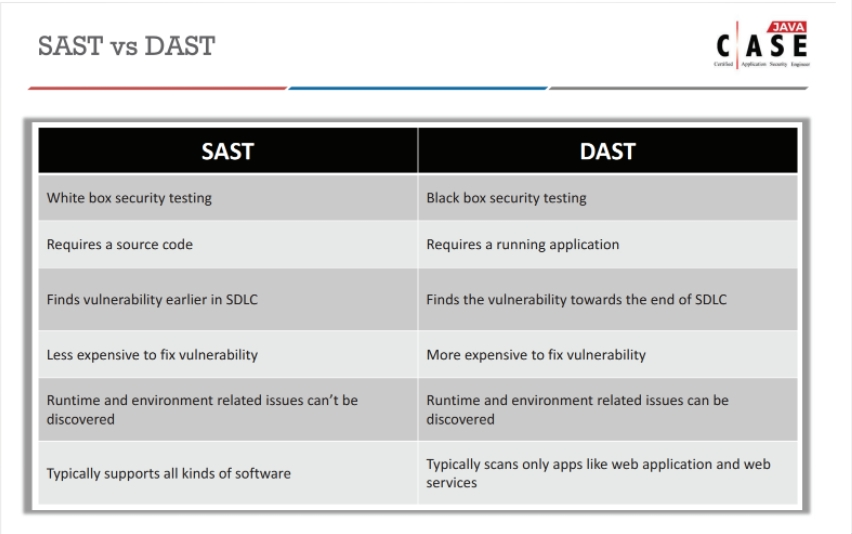 SAST vs DAST
JAVA
CASE
Certified Application Security Engineer
SAST
DAST
White box security testing
Black box security testing
Requires a source code
Requires a running application
Finds vulnerability earlier in SDLC
Finds the vulnerability towards the end of SDLC
Less expensive to fix vulnerability
More expensive to fix vulnerability
Runtime and environment related issues can’t be
discovered
Runtime and environment related issues can be
discovered
Typically supports all kinds of software
Typically scans only apps like web application and web
services